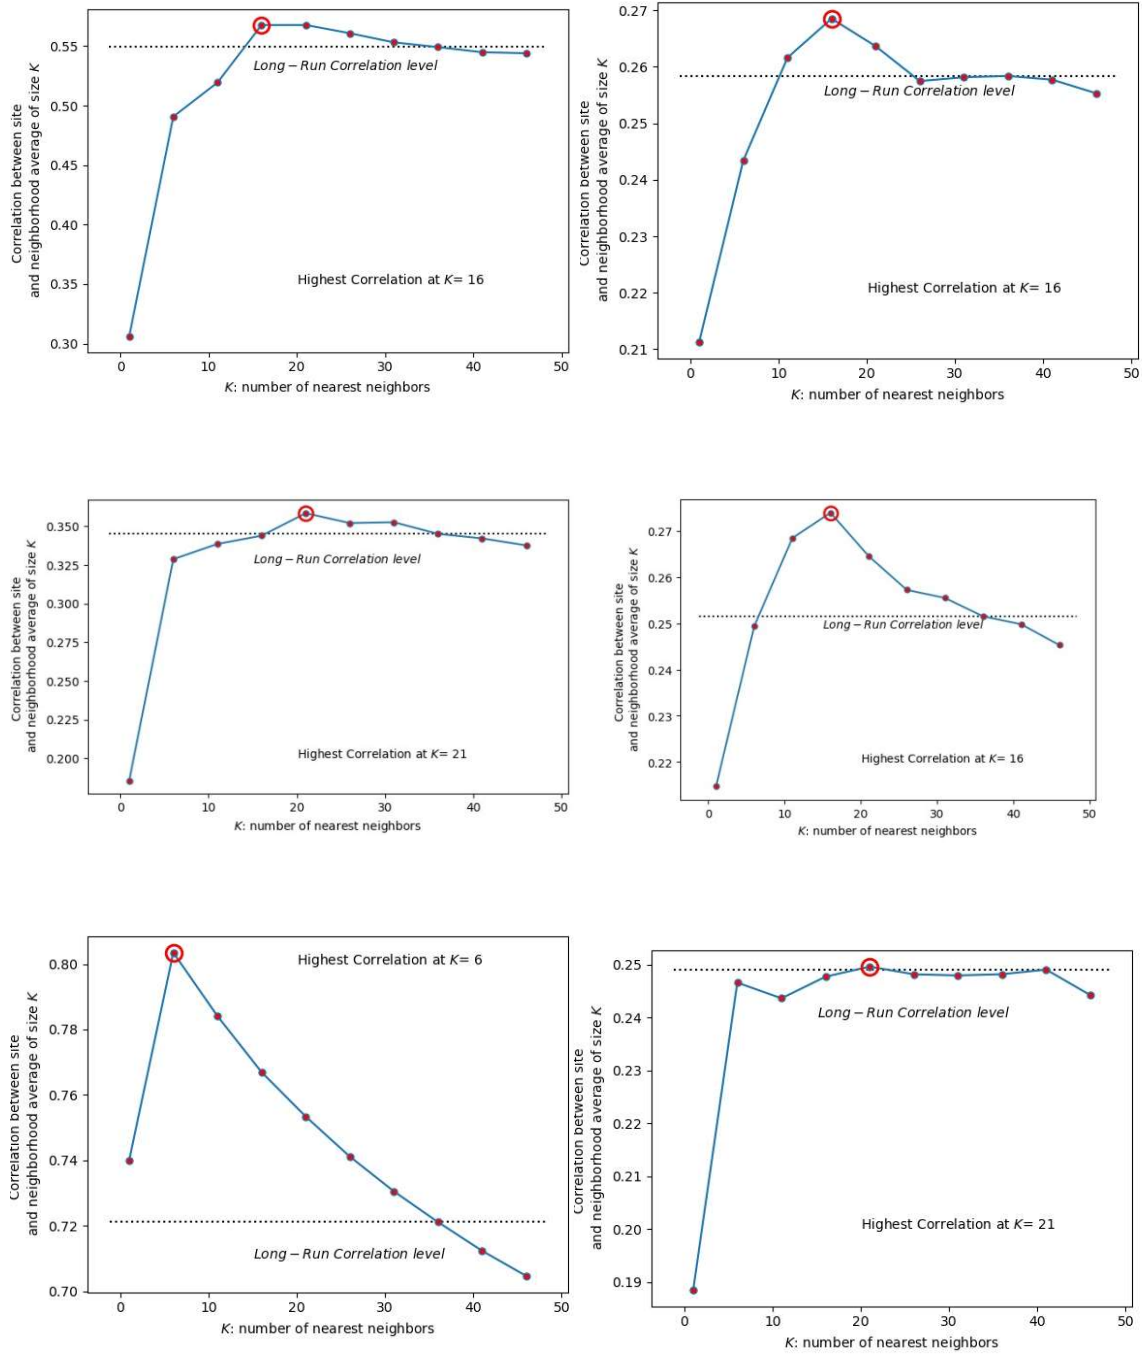 Correlation between site
and neighborhood average of size K
0.55
0.50
0.45
0.40
0.35
0.30
Long − Run Correlation level
Highest Correlation at K= 16
0 10 20 30 40 50
K: number of nearest neighbors
Correlation between site
and neighborhood average of size K
0.27
0.26
0.25
0.24
0.23
0.22
0.21
Long − Run Correlation level
Highest Correlation at K= 16
0 10 20 30 40 50
K: number of nearest neighbors
Correlation between site
and neighborhood average of size K
0.350
0.325
0.300
0.275
0.250
0.225
0.200
Long − Run Correlation level
Highest Correlation at K= 21
0 10 20 30 40 50
K: number of nearest neighbors
Correlation between site
and neighborhood average of size K
0.27
0.26
0.25
0.24
0.23
0.22
Long − Run Correlation level
Highest Correlation at K= 16
0 10 20 30 40 50
K: number of nearest neighbors
Correlation between site
and neighborhood average of size K
0.80
0.78
0.76
0.74
0.72
0.70
Highest Correlation at K= 6
Long − Run Correlation level
0 10 20 30 40 50
K: number of nearest neighbors
Correlation between site
and neighborhood average of size K
0.25
0.24
0.23
0.22
0.21
0.20
0.19
Long − Run Correlation level
Highest Correlation at K= 21
0 10 20 30 40 50
K: number of nearest neighbors